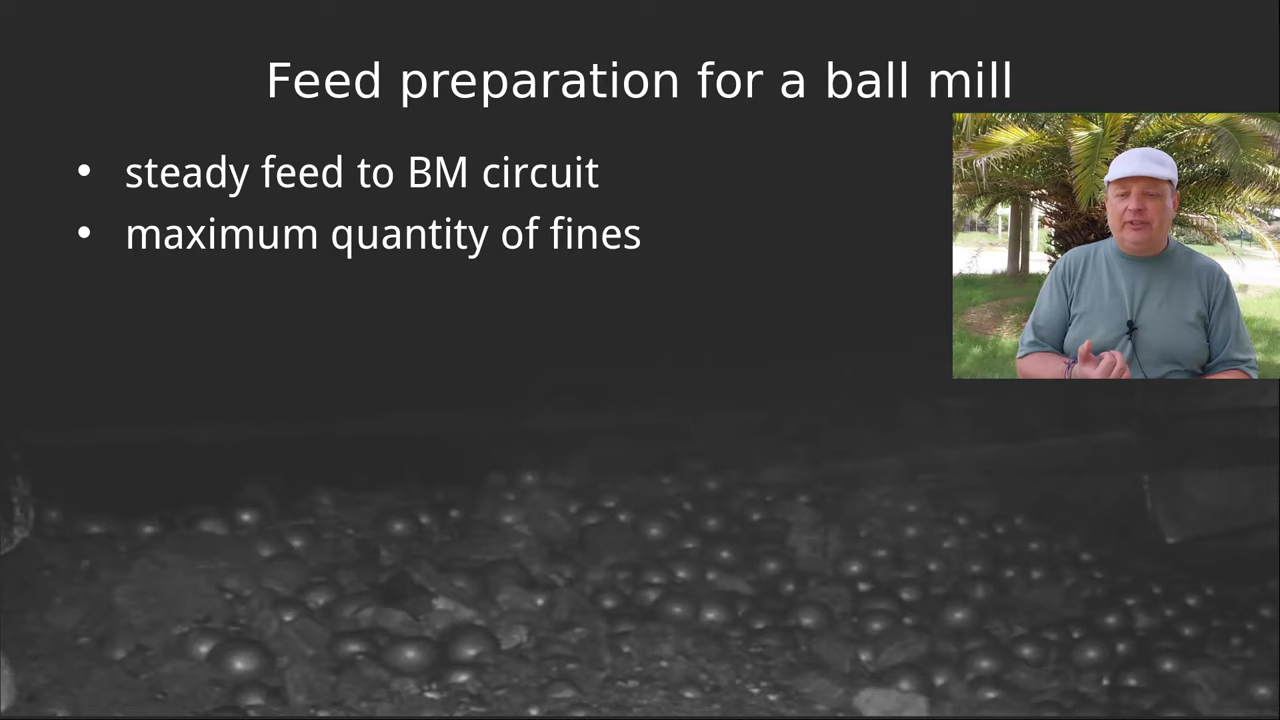 Feed preparation for a ball mill
• steady feed to BM circuit
• maximum quantity of fines